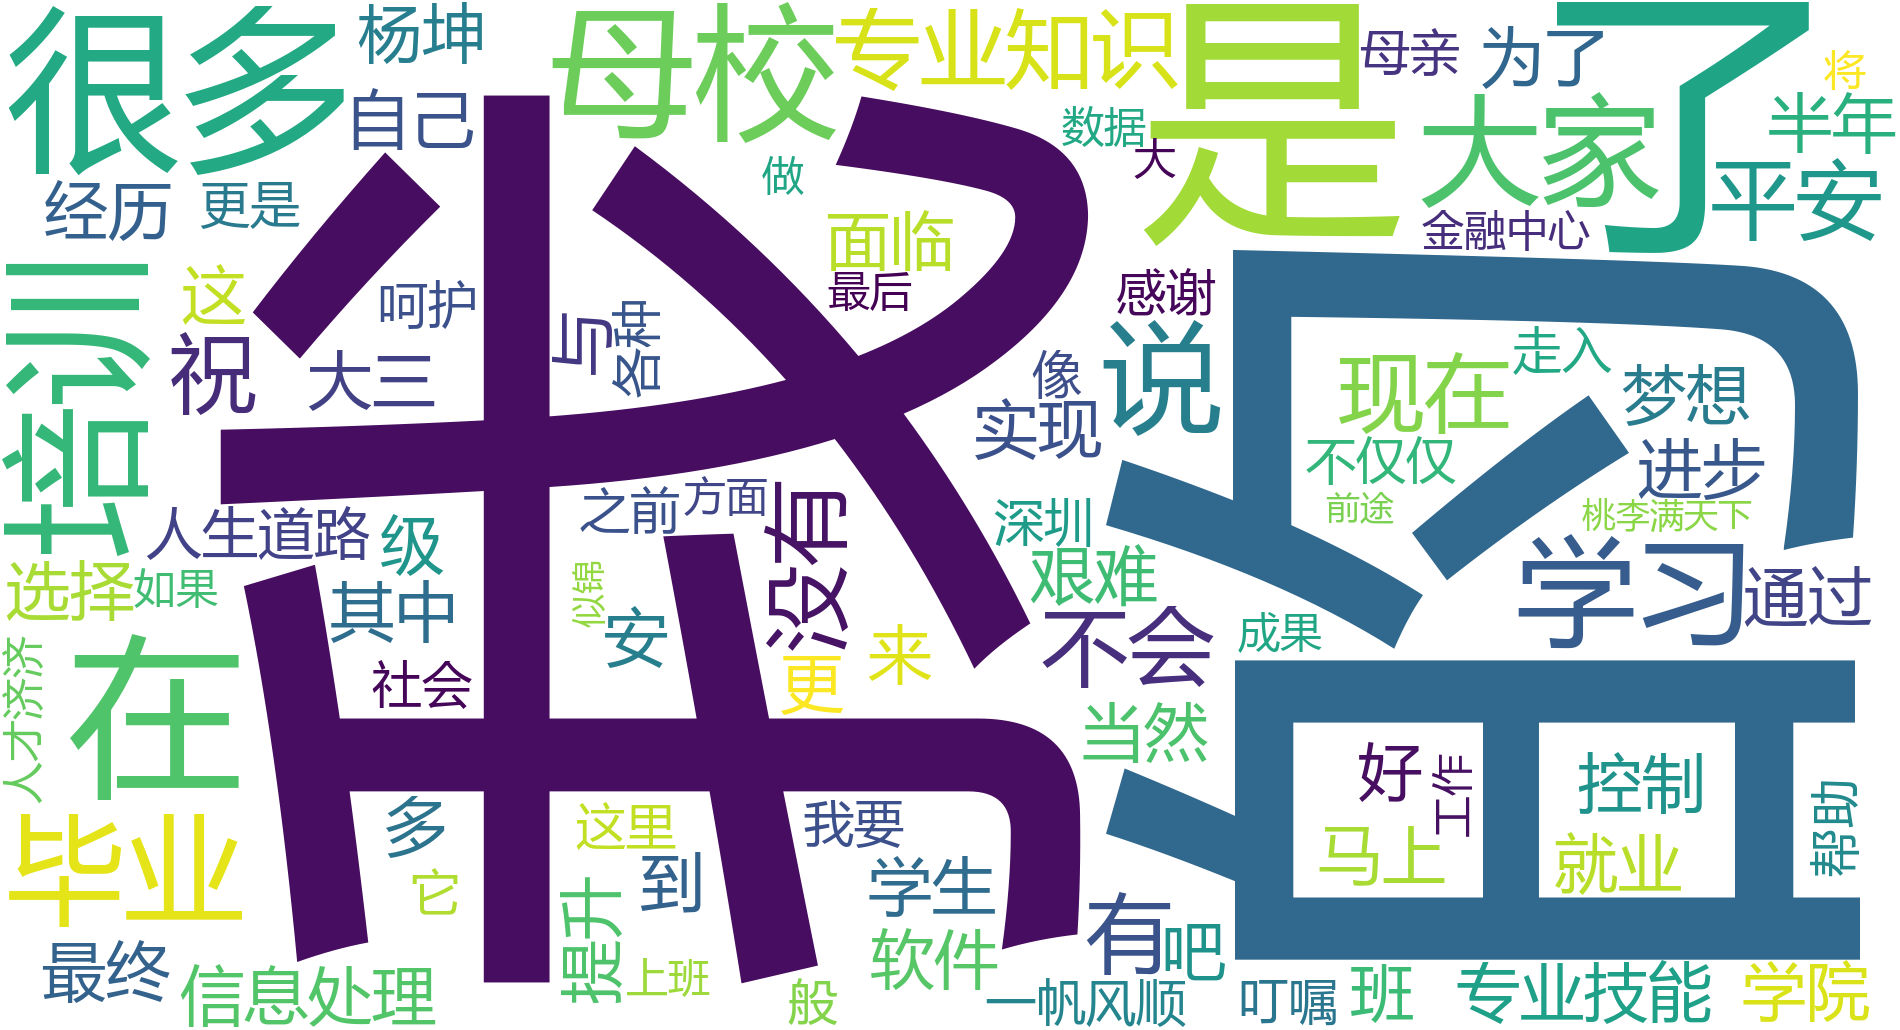 很多
杨坤
母校
专业知识
是
母亲
为了
了
将
自己
数据
大
大家
半年
经历
更是
做
面临
最后
金融中心
平安
这
呵护
与
各种
感谢
培训
祝
大三
像
实现
说
现在
走入
梦想
不仅仅
进步
前途
桃李满天下
人生道路
级
之前
方面
没有
深圳
艰难
学习
通过
选择
如果
其中
似锦
安
来
更
不会
成果
人才济济
在
社会
当然
好
工作
控制
帮助
毕业
多
它
这里
到
我要
学生
马上
就业
最终
信息处理
提升
上班
般
软件
有
吧
一帆风顺
叮嘱
班
专业技能
学院